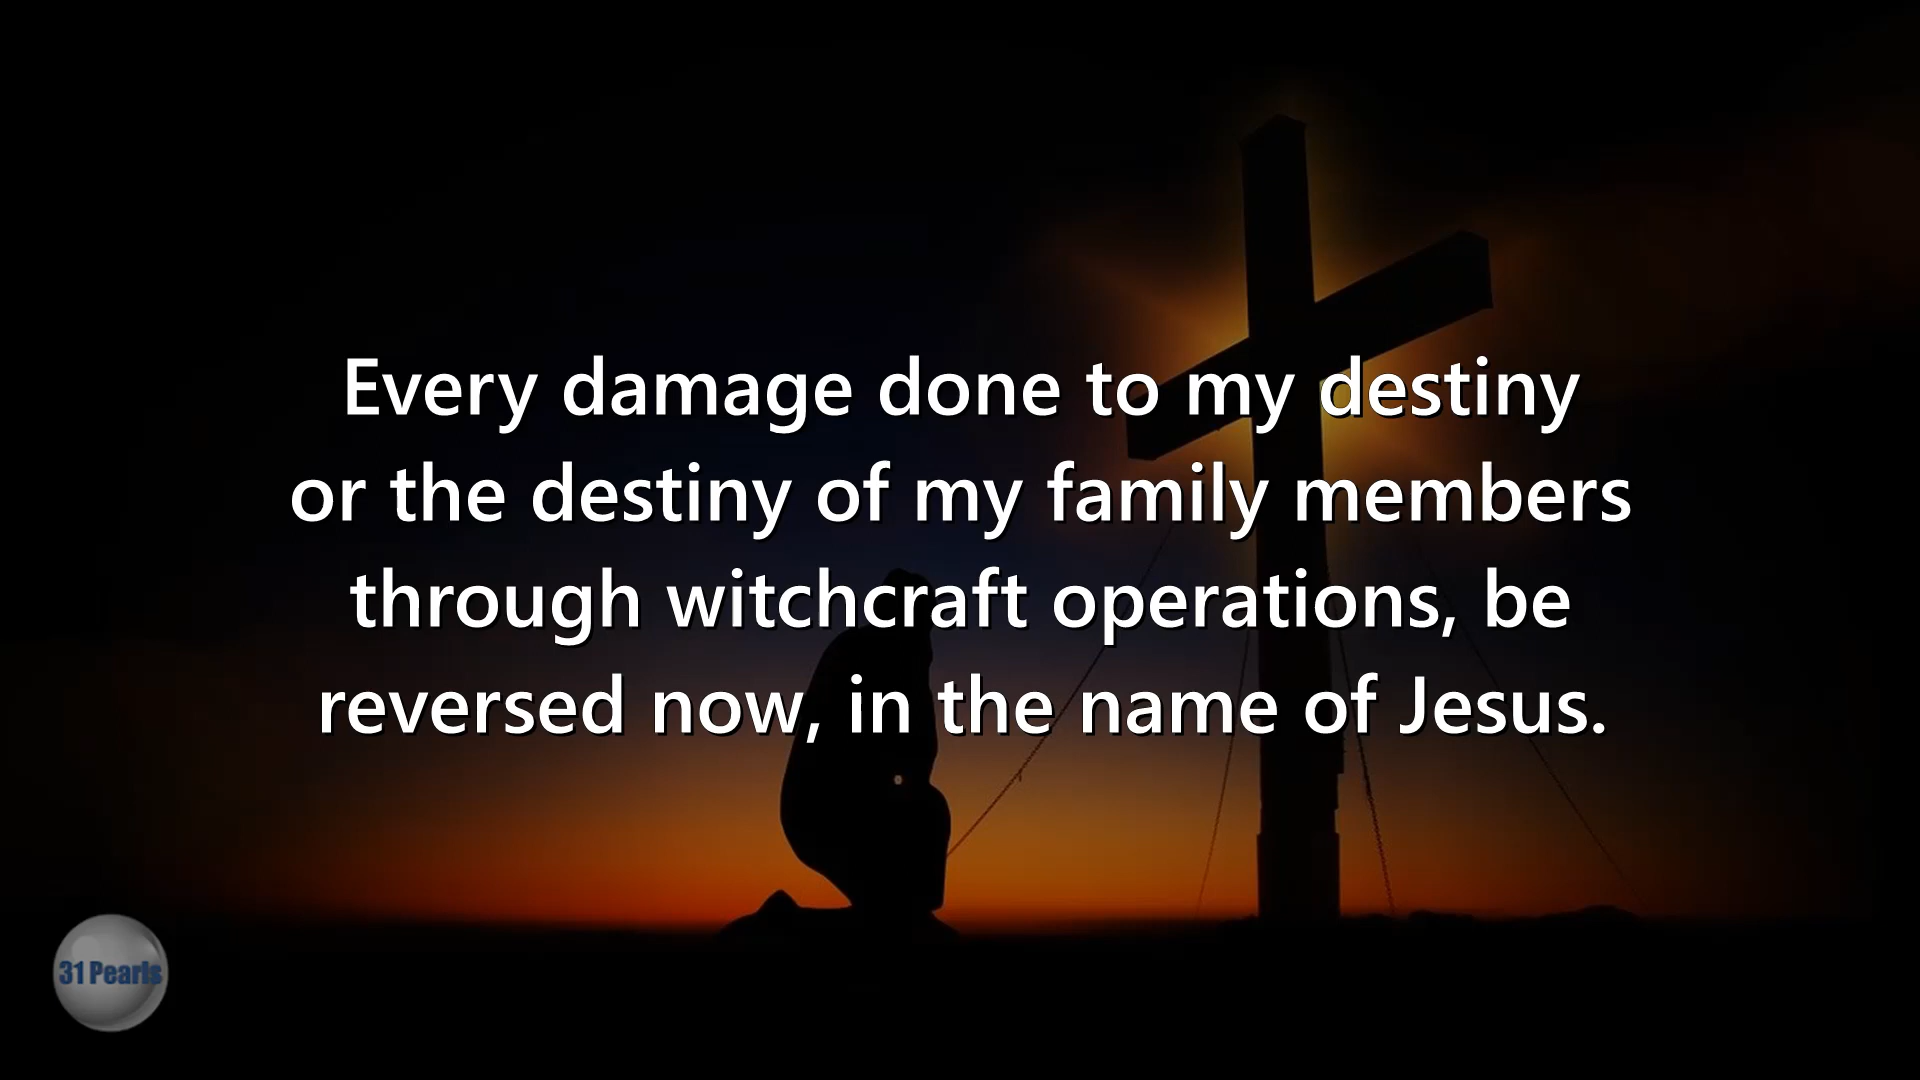 Every damage done to my destiny
or the destiny of my family members
through witchcraft operations, be
reversed now, in the name of Jesus.
31 Pearls